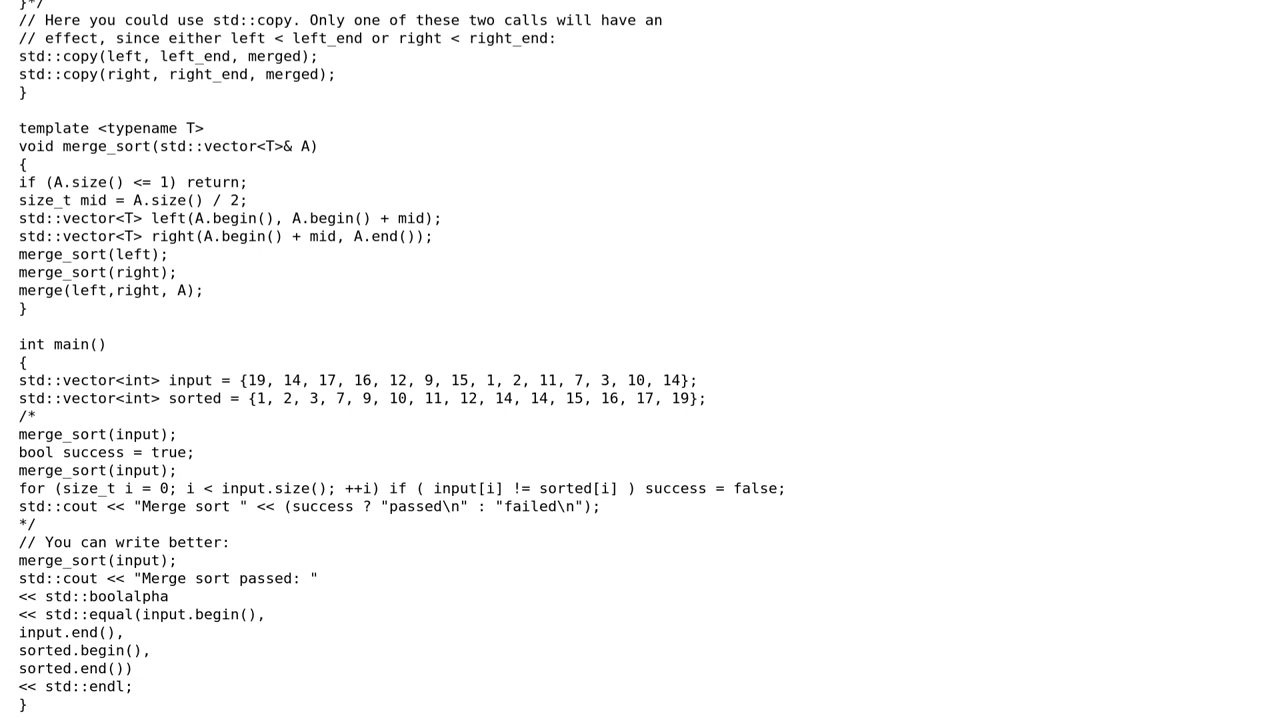 }*/
// Here you could use std::copy. Only one of these two calls will have an
// effect, since either left < left_end or right < right_end:
std::copy(left, left_end, merged);
std::copy(right, right_end, merged);
}
template <typename T>
void merge_sort(std::vector<T>& A)
{
if (A.size() <= 1) return;
size_t mid = A.size() / 2;
std::vector<T> left(A.begin(), A.begin() + mid);
std::vector<T> right(A.begin() + mid, A.end());
merge_sort(left);
merge_sort(right);
merge(left,right, A);
}
int main()
{
std::vector<int> input = {19, 14, 17, 16, 12, 9, 15, 1, 2, 11, 7, 3, 10, 14};
std::vector<int> sorted = {1, 2, 3, 7, 9, 10, 11, 12, 14, 14, 15, 16, 17, 19};
/*
merge_sort(input);
bool success = true;
merge_sort(input);
for (size_t i = 0; i < input.size(); ++i) if ( input[i] != sorted[i] ) success = false;
std::cout << "Merge sort " << (success ? "passed\n" : "failed\n");
*/
// You can write better:
merge_sort(input);
std::cout << "Merge sort passed: "
<< std::boolalpha
<< std::equal(input.begin(),
input.end(),
sorted.begin(),
sorted.end())
<< std::endl;
}